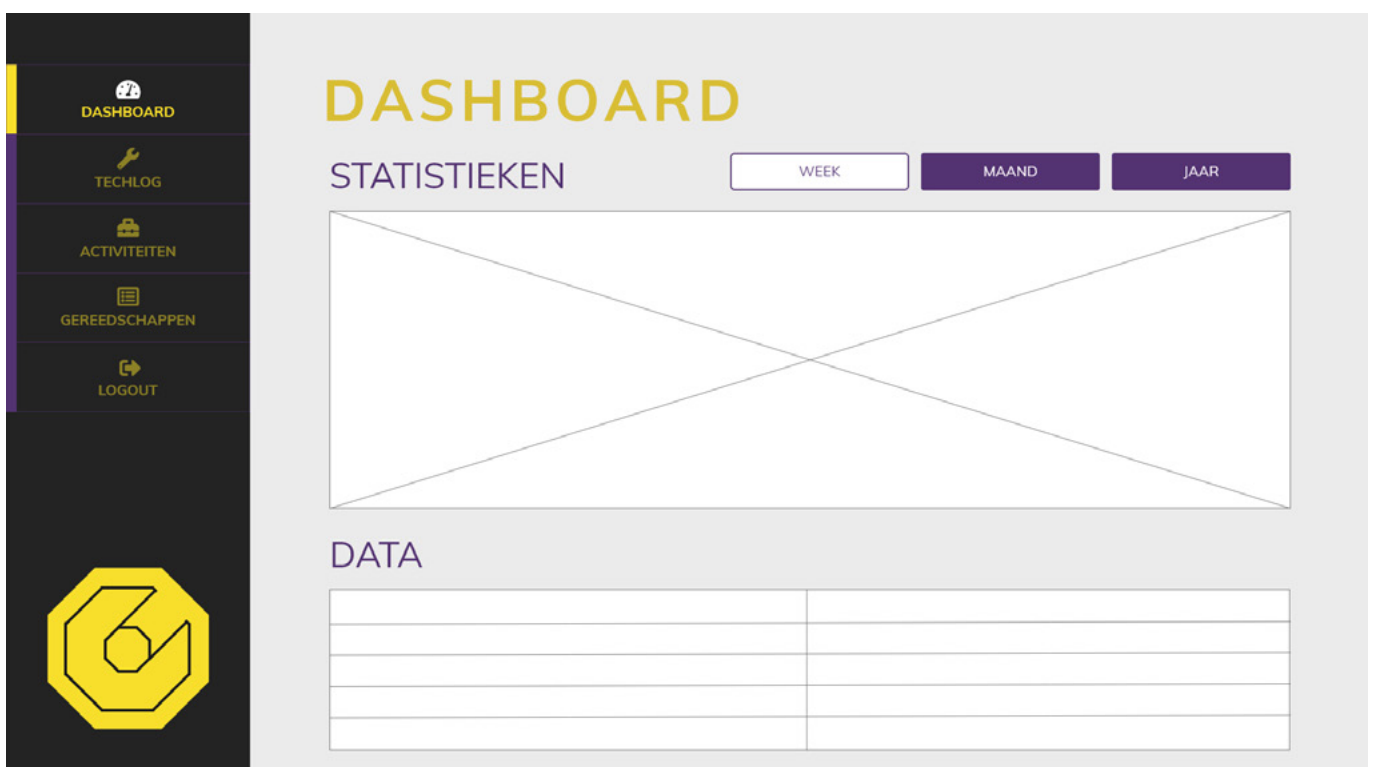 DASHBOARD
TECHLOG
ACTIVITEITEN
GEREEDSCHAPPEN
LOGOUT
DASHBOARD
STATISTIEKEN
WEEK
MAAND
JAAR
DATA